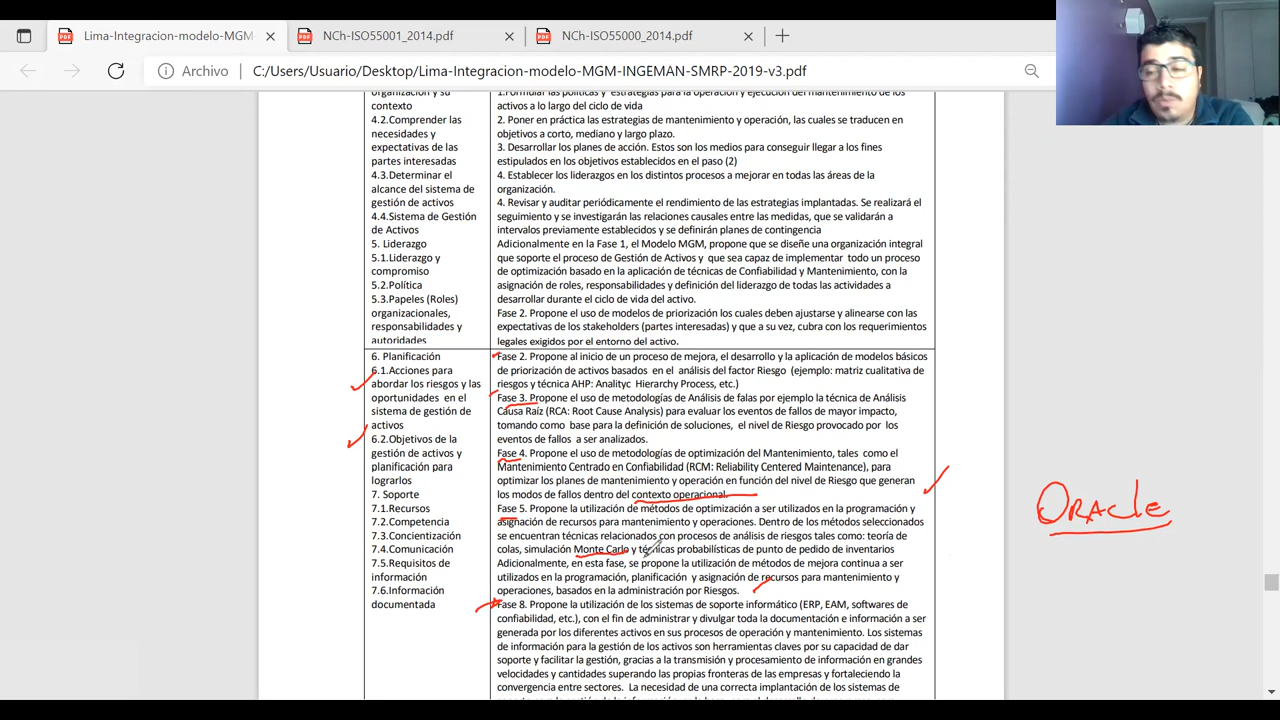 Lima-Integracion-modelo-MGM-
NCh-ISO55001_2014.pdf
NCh-ISO55000_2014.pdf
Archivo C:/Users/Usuario/Desktop/Lima-Integracion-modelo-MGM-INGEMAN-SMRP-2019-v3.pdf
organización y su
contexto
4.2.Comprender las
necesidades y
expectativas de las
partes interesadas
4.3.Determinar el
alcance del sistema de
gestión de activos
4.4.Sistema de Gestión
de Activos
5. Liderazgo
5.1.Liderazgo y
compromiso
5.2.Política
5.3.Papeles (Roles)
organizacionales,
responsabilidades y
autoridades
1.Formular las políticas y estrategias para la operación y ejecución del mantenimiento de los
activos a lo largo del ciclo de vida
2. Poner en práctica las estrategias de mantenimiento y operación, las cuales se traducen en
objetivos a corto, mediano y largo plazo.
3. Desarrollar los planes de acción. Estos son los medios para conseguir llegar a los fines
estipulados en los objetivos establecidos en el paso (2)
4. Establecer los liderazgos en los distintos procesos a mejorar en todas las áreas de la
organización.
4. Revisar y auditar periódicamente el rendimiento de las estrategias implantadas. Se realizará el
seguimiento y se investigarán las relaciones causales entre las medidas, que se validarán a
intervalos previamente establecidos y se definirán planes de contingencia
Adicionalmente en la Fase 1, el Modelo MGM, propone que se diseñe una organización integral
que soporte el proceso de Gestión de Activos y que sea capaz de implementar todo un proceso
de optimización basado en la aplicación de técnicas de Confiabilidad y Mantenimiento, con la
asignación de roles, responsabilidades y definición del liderazgo de todas las actividades a
desarrollar durante el ciclo de vida del activo.
Fase 2. Propone el uso de modelos de priorización los cuales deben ajustarse y alinearse con las
expectativas de los stakeholders (partes interesadas) y que a su vez, cubra con los requerimientos
legales exigidos por el entorno del activo.
6. Planificación
6.1.Acciones para
abordar los riesgos y las
oportunidades en el
sistema de gestión de
activos
6.2.Objetivos de la
gestión de activos y
planificación para
lograrlos
7. Soporte
7.1.Recursos
7.2.Competencia
7.3.Concientización
7.4.Comunicación
7.5.Requisitos de
información
7.6.Información
documentada
Fase 2. Propone al inicio de un proceso de mejora, el desarrollo y la aplicación de modelos básicos
de priorización de activos basados en el análisis del factor Riesgo (ejemplo: matriz cualitativa de
riesgos y técnica AHP: Analityc Hierarchy Process, etc.)
Fase 3. Propone el uso de metodologías de Análisis de falas por ejemplo la técnica de Análisis
Causa Raíz (RCA: Root Cause Analysis) para evaluar los eventos de fallos de mayor impacto,
tomando como base para la definición de soluciones, el nivel de Riesgo provocado por los
eventos de fallos a ser analizados.
Fase 4. Propone el uso de metodologías de optimización del Mantenimiento, tales como el
Mantenimiento Centrado en Confiabilidad (RCM: Reliability Centered Maintenance), para
optimizar los planes de mantenimiento y operación en función del nivel de Riesgo que generan
los modos de fallos dentro del contexto operacional.
Fase 5. Propone la utilización de métodos de optimización a ser utilizados en la programación y
asignación de recursos para mantenimiento y operaciones. Dentro de los métodos seleccionados
se encuentran técnicas relacionados con procesos de análisis de riesgos tales como: teoría de
colas, simulación Monte Carlo y técnicas probabilísticas de punto de pedido de inventarios
Adicionalmente, en esta fase, se propone la utilización de métodos de mejora continua a ser
utilizados en la programación, planificación y asignación de recursos para mantenimiento y
operaciones, basados en la administración por Riesgos.
Fase 8. Propone la utilización de los sistemas de soporte informático (ERP, EAM, softwares de
confiabilidad, etc.), con el fin de administrar y divulgar toda la documentación e información a ser
generada por los diferentes activos en sus procesos de operación y mantenimiento. Los sistemas
de información para la gestión de los activos son herramientas claves por su capacidad de dar
soporte y facilitar la gestión, gracias a la transmisión y procesamiento de información en grandes
velocidades y cantidades superando las propias fronteras de las empresas y fortaleciendo la
convergencia entre sectores. La necesidad de una correcta implantación de los sistemas de
ORAcle